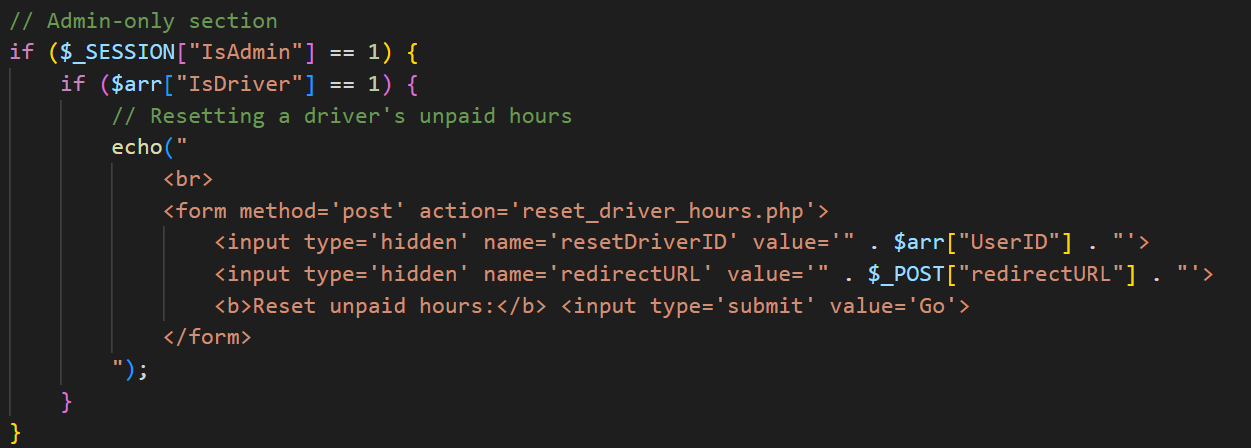 // Admin-only section
if ($_SESSION["IsAdmin"] == 1) {
    if ($arr["IsDriver"] == 1) {
        // Resetting a driver's unpaid hours
        echo("
            <br>
            <form method='post' action='reset_driver_hours.php'>
                <input type='hidden' name='resetDriverID' value='" . $arr["UserID"] . "'>
                <input type='hidden' name='redirectURL' value='" . $_POST["redirectURL"] . "'>
                <b>Reset unpaid hours:</b> <input type='submit' value='Go'>
            </form>
        ");
    }
}